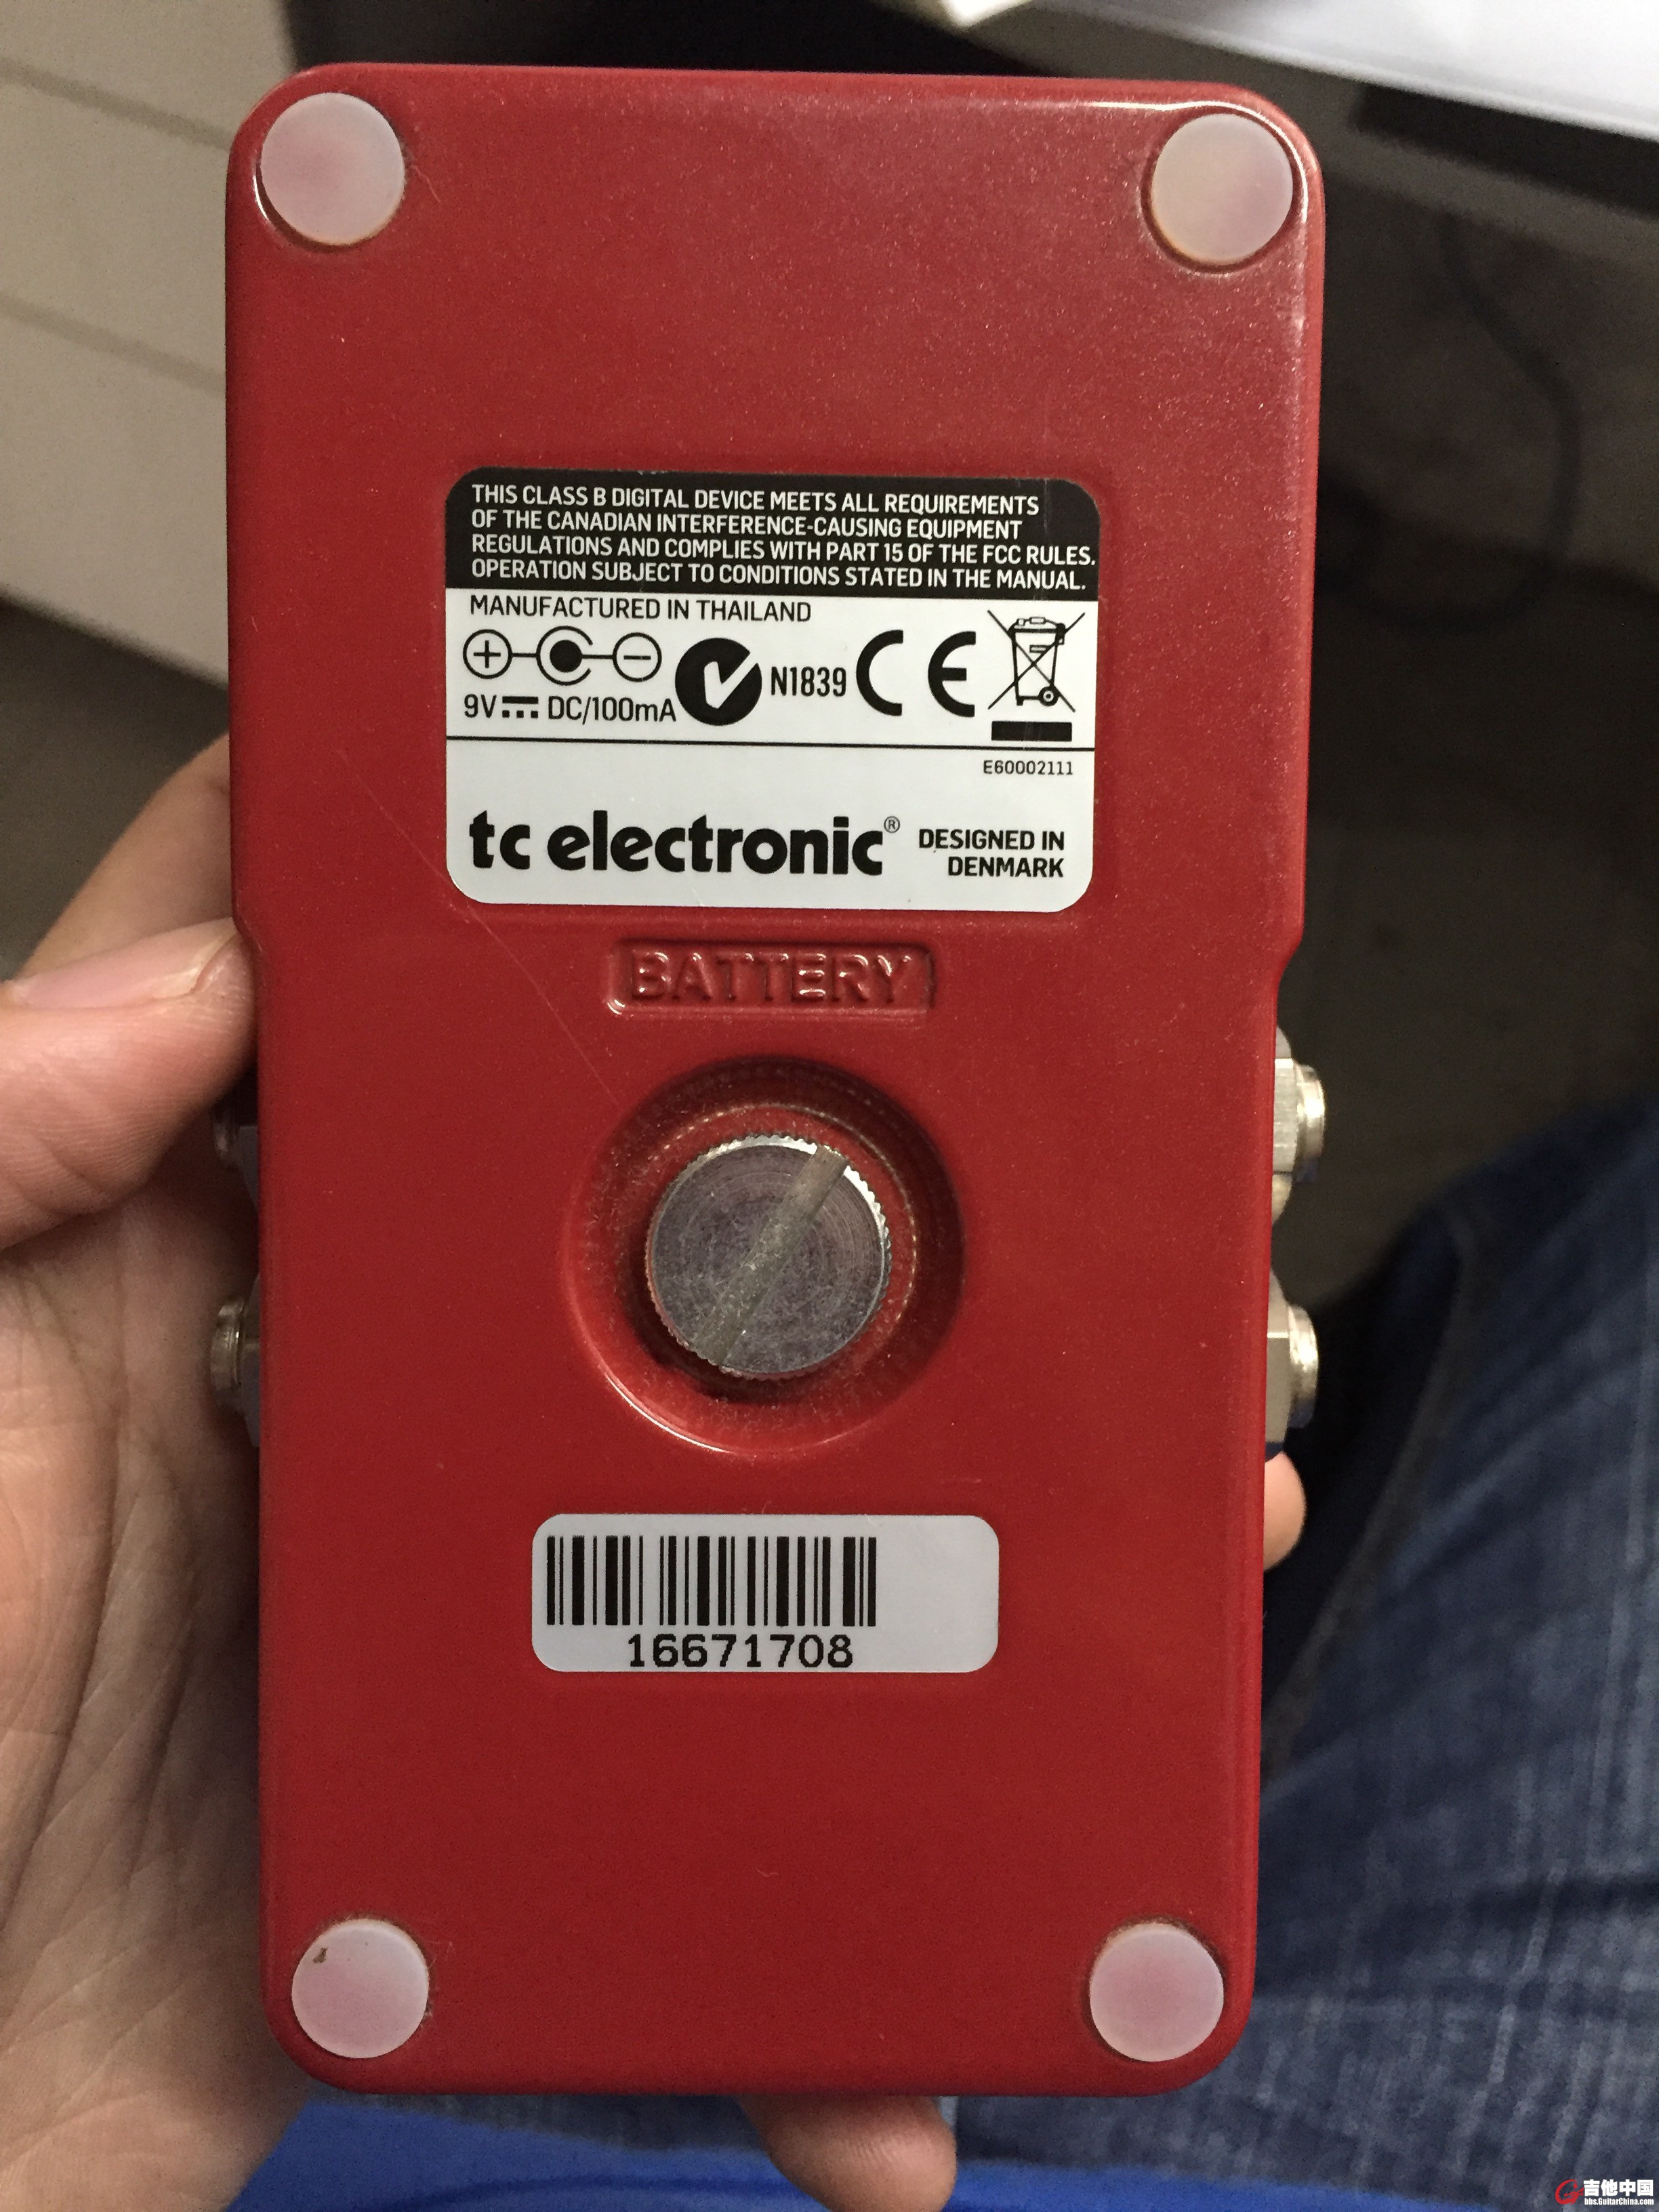 THIS CLASS B DIGITAL DEVICE MEETS ALL REQUIREMENTS
OF THE CANADIAN INTERFERENCE-CAUSING EQUIPMENT
REGULATIONS AND COMPLIES WITH PART 15 OF THE FCC RULES.
OPERATION SUBJECT TO CONDITIONS STATED IN THE MANUAL.
MANUFACTURED IN THAILAND
N1839 CE
9V DC/100mA
E60002111
tc electronic® DESIGNED IN
DENMARK
BATTERY
16671708
吉他中国
bbs.GuitarChina.com